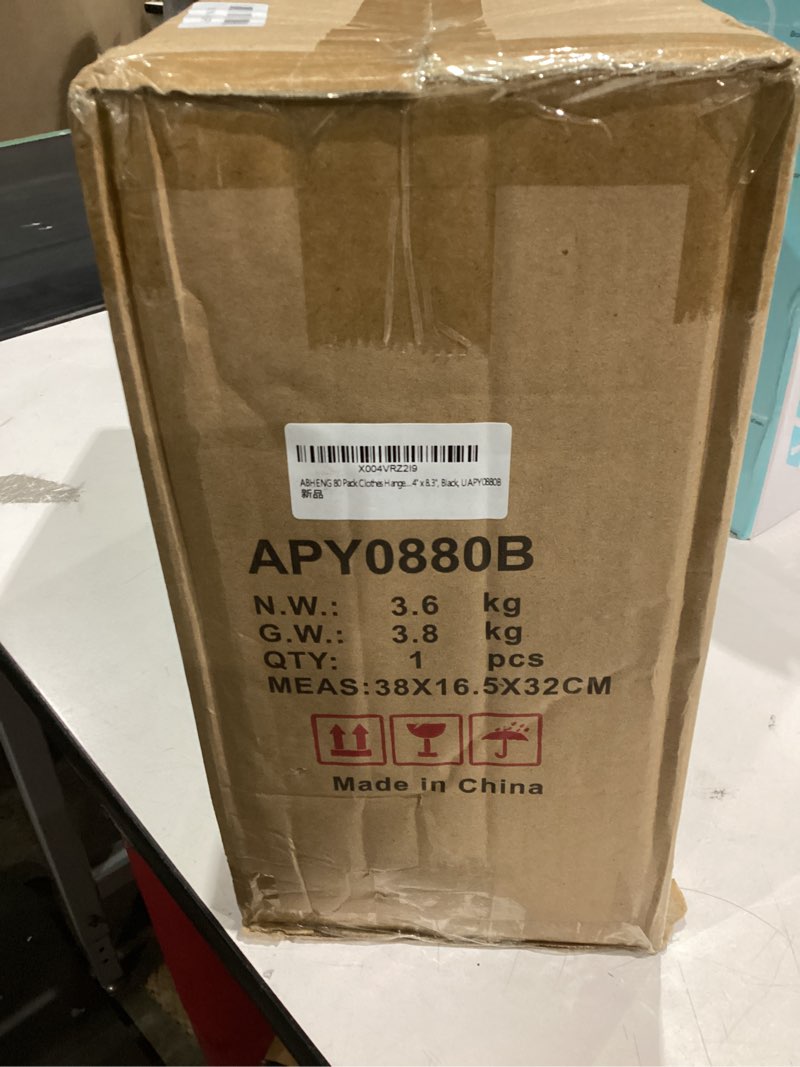 X004VRZ2I9
ABHENG 80 Pack Clothes Hange...4" x 8.3", Black, UAPY0880B
新品
APY0880B
N.W.: 3.6 kg
G.W.: 3.8 kg
QTY: 1 pcs
MEAS:38X16.5X32CM
Made in China